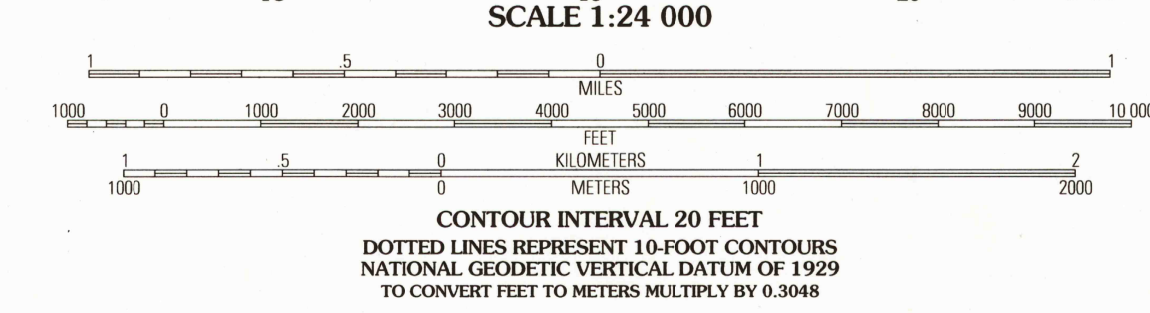 SCALE 1:24 000
1 .5 0 1
MILES
1000 0 1000 2000 3000 4000 5000 6000 7000 8000 9000 10 000
FEET
1 .5 0 KILOMETERS 1 2
1000 0 METERS 1000 2000
CONTOUR INTERVAL 20 FEET
DOTTED LINES REPRESENT 10-FOOT CONTOURS
NATIONAL GEODETIC VERTICAL DATUM OF 1929
TO CONVERT FEET TO METERS MULTIPLY BY 0.3048